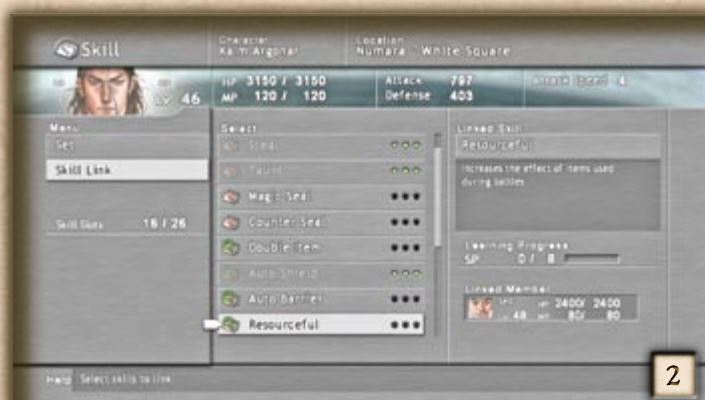 Skill
Character
Kaim Argonar
Location
Numara - White Square
LV 46
HP 3150 / 3150
MP 120 / 120
Attack 797
Defense 403
Attack Speed 4
Menu
Set
Skill Link
Skill Slots 16 / 26
Select
Steal
Taunt
Magic Seal
Counter Seal
Double Item
Auto-Shield
Auto-Barrier
Resourceful
Linked Skill
Resourceful
Increases the effect of items used
during battles.
Learning Progress
SP 0 / 8
Linked Member
HP 2400/ 2400
LV 48 MP 80/ 80
Help Select skills to link
2